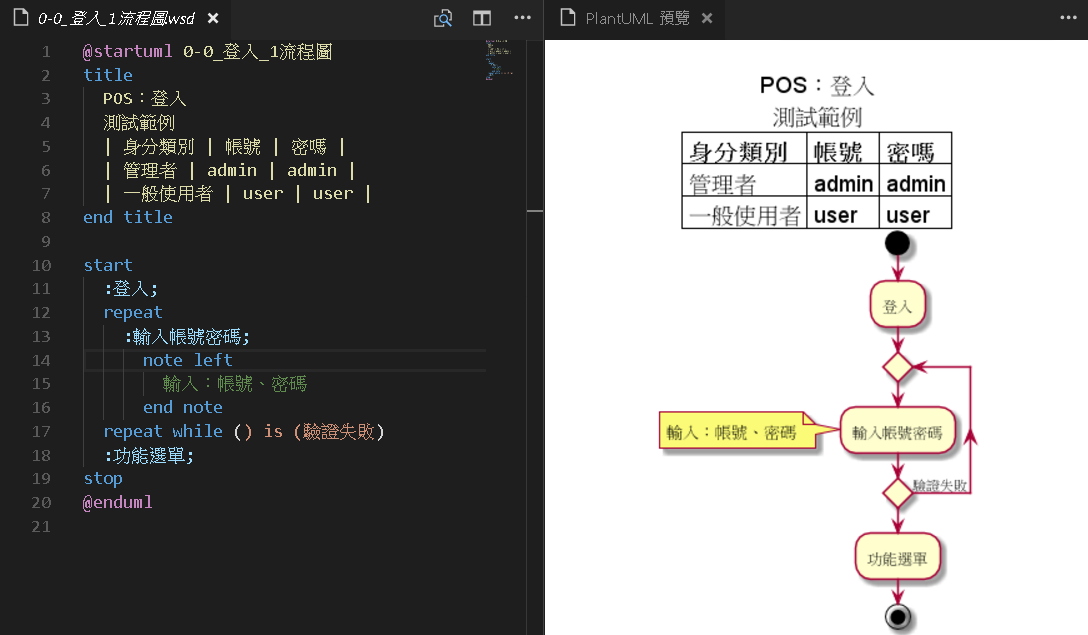 0-0_登入_1流程圖.wsd
1 @startuml 0-0_登入_1流程圖
2 title
3 POS：登入
4 測試範例
5 | 身分類別 | 帳號 | 密嗎 |
6 | 管理者 | admin | admin |
7 | 一般使用者 | user | user |
8 end title
9
10 start
11 :登入;
12 repeat
13 :輸入帳號密碼;
14 note left
15 輸入：帳號、密碼
16 end note
17 repeat while () is (驗證失敗)
18 :功能選單;
19 stop
20 @enduml
21
PlantUML 預覽
POS：登入
測試範例
身分類別 帳號 密嗎
管理者 admin admin
一般使用者 user user
登入
輸入：帳號、密碼
輸入帳號密碼
驗證失敗
功能選單